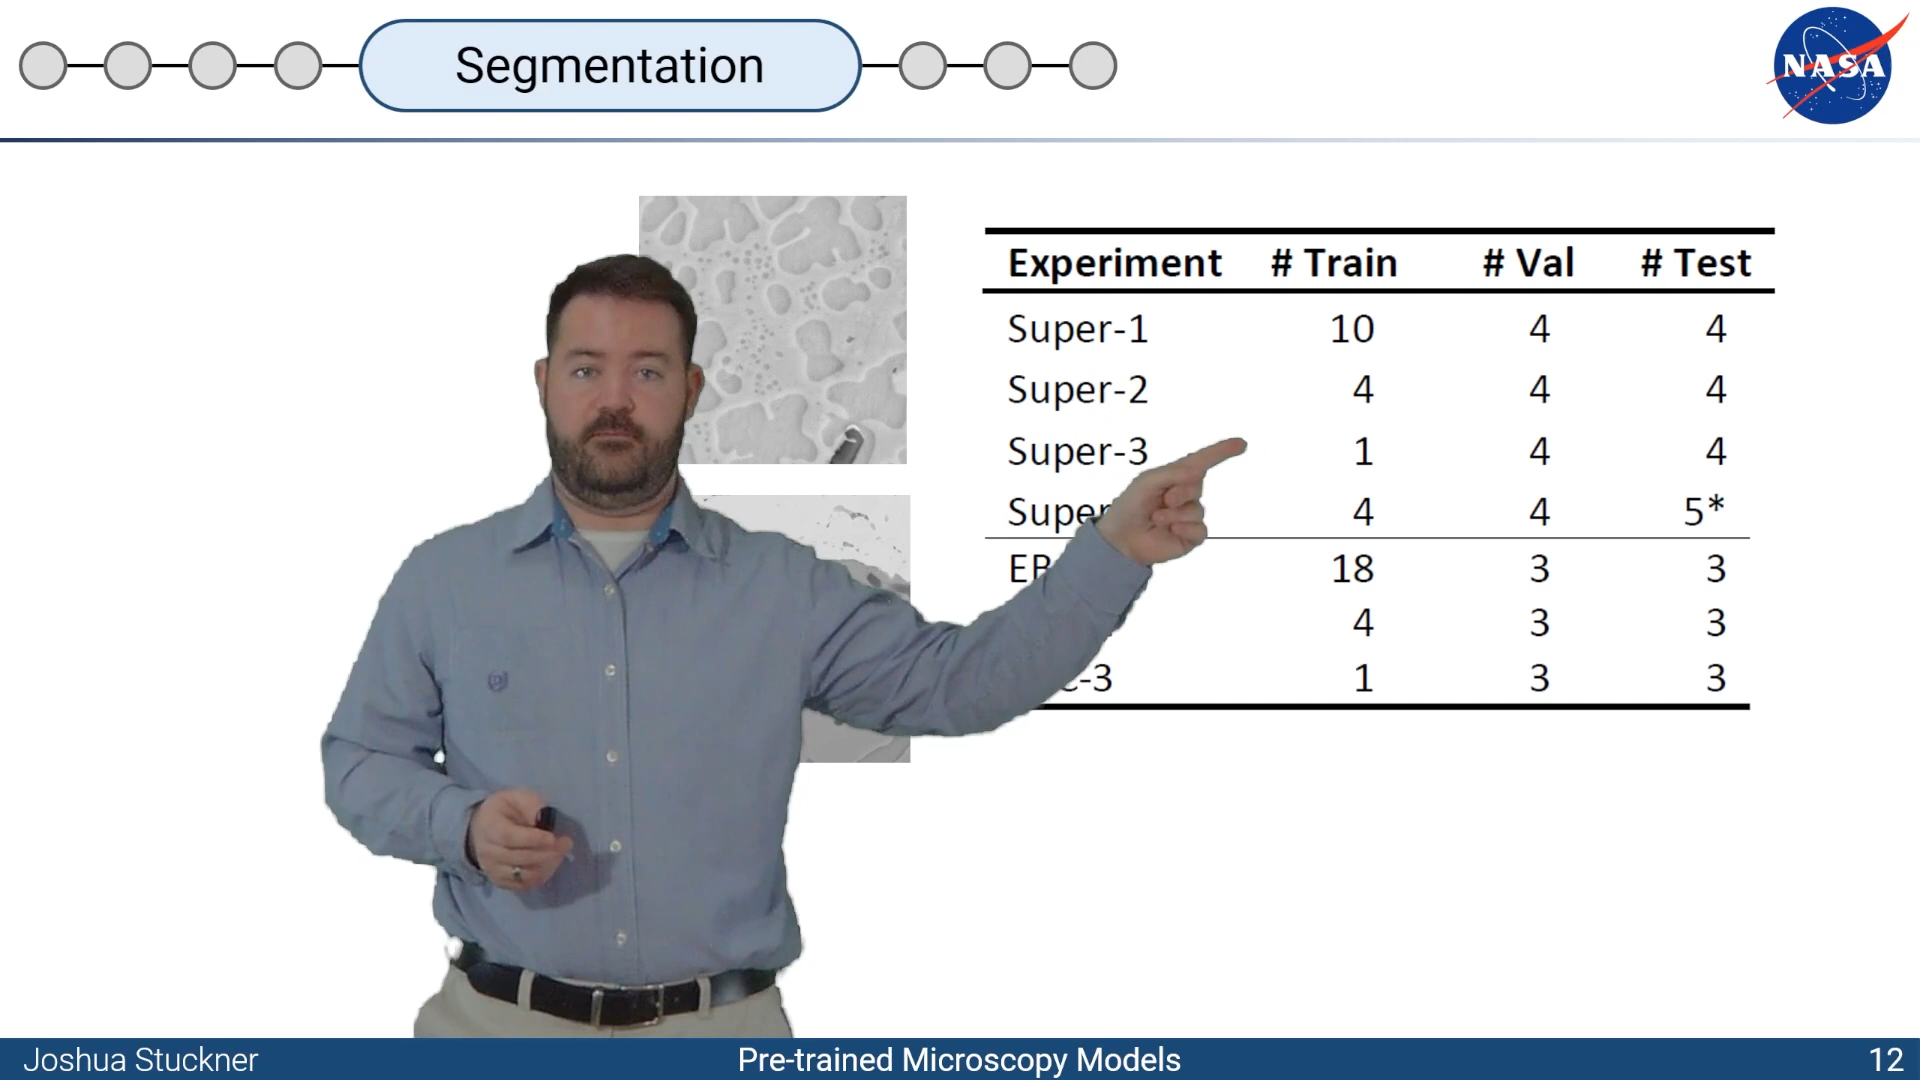 Segmentation
NASA
Experiment # Train # Val # Test
Super-1 10 4 4
Super-2 4 4 4
Super-3 1 4 4
Super 4 4 5*
18 3 3
4 3 3
-3 1 3 3
Joshua Stuckner Pre-trained Microscopy Models 12